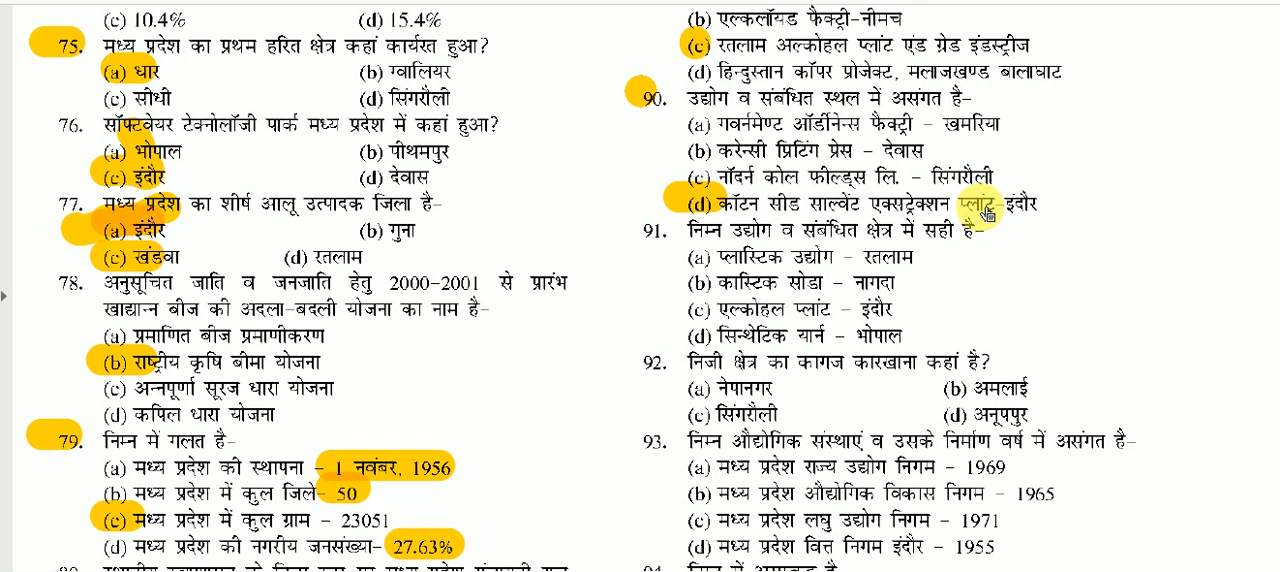 (c) 10.4% (d) 15.4%
75. मध्य प्रदेश का प्रथम हरित क्षेत्र कहां कार्यरत हुआ?
(a) धार (b) ग्वालियर
(c) सीधी (d) सिंगरौली
76. सॉफ्टवेयर टेक्नोलॉजी पार्क मध्य प्रदेश में कहां हुआ?
(a) भोपाल (b) पीथमपुर
(c) इंदौर (d) देवास
77. मध्य प्रदेश का शीर्ष आलू उत्पादक जिला है–
(a) इंदौर (b) गुना
(c) खंडवा (d) रतलाम
78. अनुसूचित जाति व जनजाति हेतु 2000-2001 से प्रारंभ
खाद्यान्न बीज की अदला-बदली योजना का नाम है–
(a) प्रमाणित बीज प्रमाणीकरण
(b) राष्ट्रीय कृषि बीमा योजना
(c) अन्नपूर्णा सूरज धारा योजना
(d) कपिल धारा योजना
79. निम्न में गलत है–
(a) मध्य प्रदेश की स्थापना – 1 नवंबर, 1956
(b) मध्य प्रदेश में कुल जिले– 50
(c) मध्य प्रदेश में कुल ग्राम – 23051
(d) मध्य प्रदेश की नगरीय जनसंख्या– 27.63%
(b) एल्कलॉयड फैक्ट्री-नीमच
(c) रतलाम अल्कोहल प्लांट एंड ग्रेड इंडस्ट्रीज
(d) हिन्दुस्तान कॉपर प्रोजेक्ट, मलाजखण्ड बालाघाट
90. उद्योग व संबंधित स्थल में असंगत है–
(a) गवर्नमेण्ट ऑर्डीनेन्स फैक्ट्री – खमरिया
(b) करेन्सी प्रिटिंग प्रेस – देवास
(c) नॉदर्न कोल फील्ड्स लि. – सिंगरौली
(d) कॉटन सीड साल्वेंट एक्सट्रेक्शन प्लांट-इंदौर
91. निम्न उद्योग व संबंधित क्षेत्र में सही है–
(a) प्लास्टिक उद्योग – रतलाम
(b) कास्टिक सोडा – नागदा
(c) एल्कोहल प्लांट – इंदौर
(d) सिन्थेटिक यार्न – भोपाल
92. निजी क्षेत्र का कागज कारखाना कहां है?
(a) नेपानगर (b) अमलाई
(c) सिंगरौली (d) अनूपपुर
93. निम्न औद्योगिक संस्थाएं व उसके निर्माण वर्ष में असंगत है–
(a) मध्य प्रदेश राज्य उद्योग निगम – 1969
(b) मध्य प्रदेश औद्योगिक विकास निगम – 1965
(c) मध्य प्रदेश लघु उद्योग निगम – 1971
(d) मध्य प्रदेश वित्त निगम इंदौर – 1955